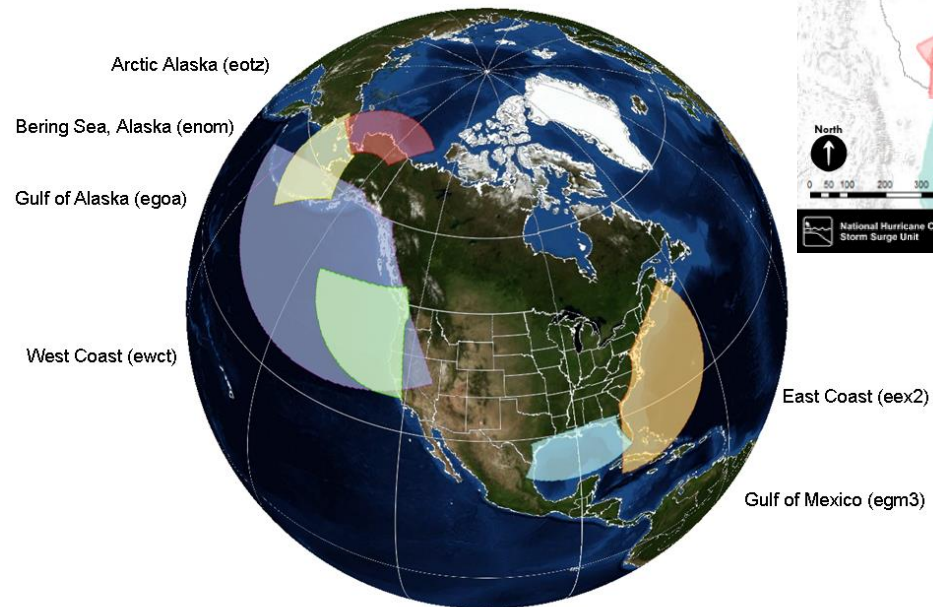 Arctic Alaska (eotz)
Bering Sea, Alaska (enom)
Gulf of Alaska (egoa)
West Coast (ewct)
East Coast (eex2)
Gulf of Mexico (egm3)
North
0 50 100 200 300
National Hurricane
Storm Surge Unit